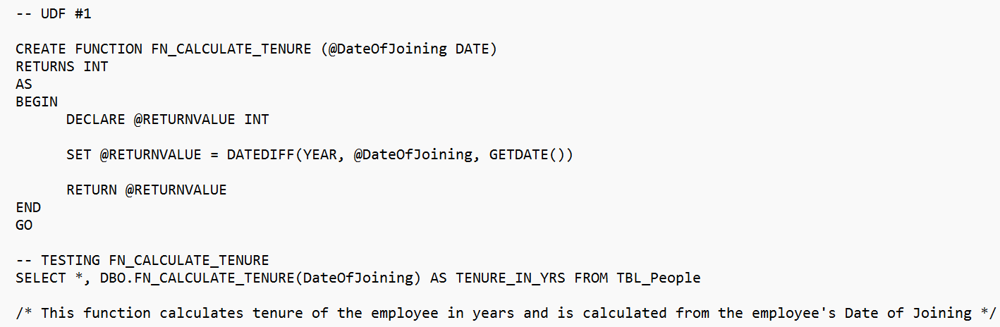 -- UDF #1
CREATE FUNCTION FN_CALCULATE_TENURE (@DateOfJoining DATE)
RETURNS INT
AS
BEGIN
DECLARE @RETURNVALUE INT
SET @RETURNVALUE = DATEDIFF(YEAR, @DateOfJoining, GETDATE())
RETURN @RETURNVALUE
END
GO
-- TESTING FN_CALCULATE_TENURE
SELECT *, DBO.FN_CALCULATE_TENURE(DateOfJoining) AS TENURE_IN_YRS FROM TBL_People
/* This function calculates tenure of the employee in years and is calculated from the employee's Date of Joining */